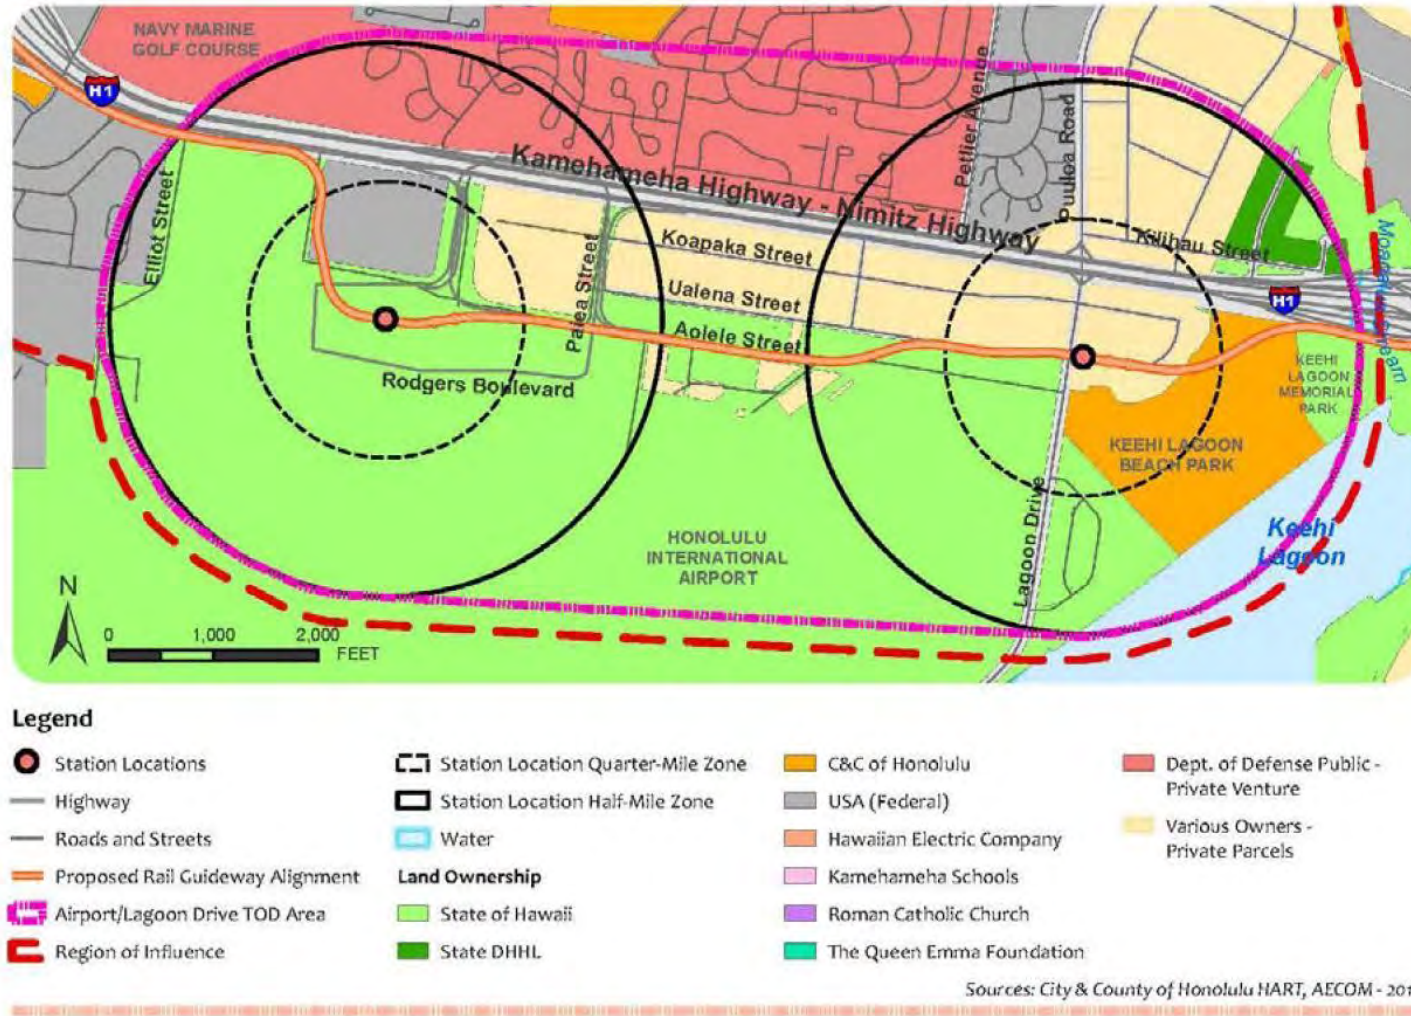 NAVY MARINE
GOLF COURSE
H1
Elliot Street
Kamehameha Highway - Nimitz Highway
Petlier Avenue
Puuloa Road
Koapaka Street
Kilihau Street
Ualena Street
Paiea Street
Aolele Street
H1
Rodgers Boulevard
KEEHI
LAGOON
MEMORIAL
PARK
KEEHI LAGOON
BEACH PARK
Lagoon Drive
HONOLULU
INTERNATIONAL
AIRPORT
Keehi
Lagoon
N
0 1,000 2,000
FEET
Legend
Station Locations
Highway
Roads and Streets
Proposed Rail Guideway Alignment
Airport/Lagoon Drive TOD Area
Region of Influence
Station Location Quarter-Mile Zone
Station Location Half-Mile Zone
Water
Land Ownership
State of Hawaii
State DHHL
C&C of Honolulu
USA (Federal)
Hawaiian Electric Company
Kamehameha Schools
Roman Catholic Church
The Queen Emma Foundation
Dept. of Defense Public -
Private Venture
Various Owners -
Private Parcels
Sources: City & County of Honolulu HART, AECOM - 201